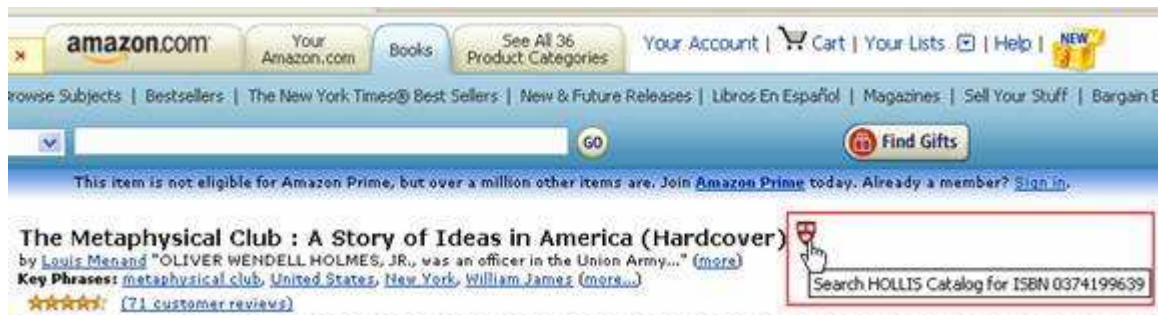 amazon.com Your Amazon.com Books See All 36 Product Categories Your Account | Cart | Your Lists | Help | NEW
rowse Subjects | Bestsellers | The New York Times® Best Sellers | New & Future Releases | Libros En Español | Magazines | Sell Your Stuff | Bargain
GO Find Gifts
This item is not eligible for Amazon Prime, but over a million other items are. Join Amazon Prime today. Already a member? Sign in.
The Metaphysical Club : A Story of Ideas in America (Hardcover)
by Louis Menand "OLIVER WENDELL HOLMES, JR., was an officer in the Union Army..." (more)
Key Phrases: metaphysical club, United States, New York, William James (more...)
Search HOLLIS Catalog for ISBN 0374199639
(71 customer reviews)